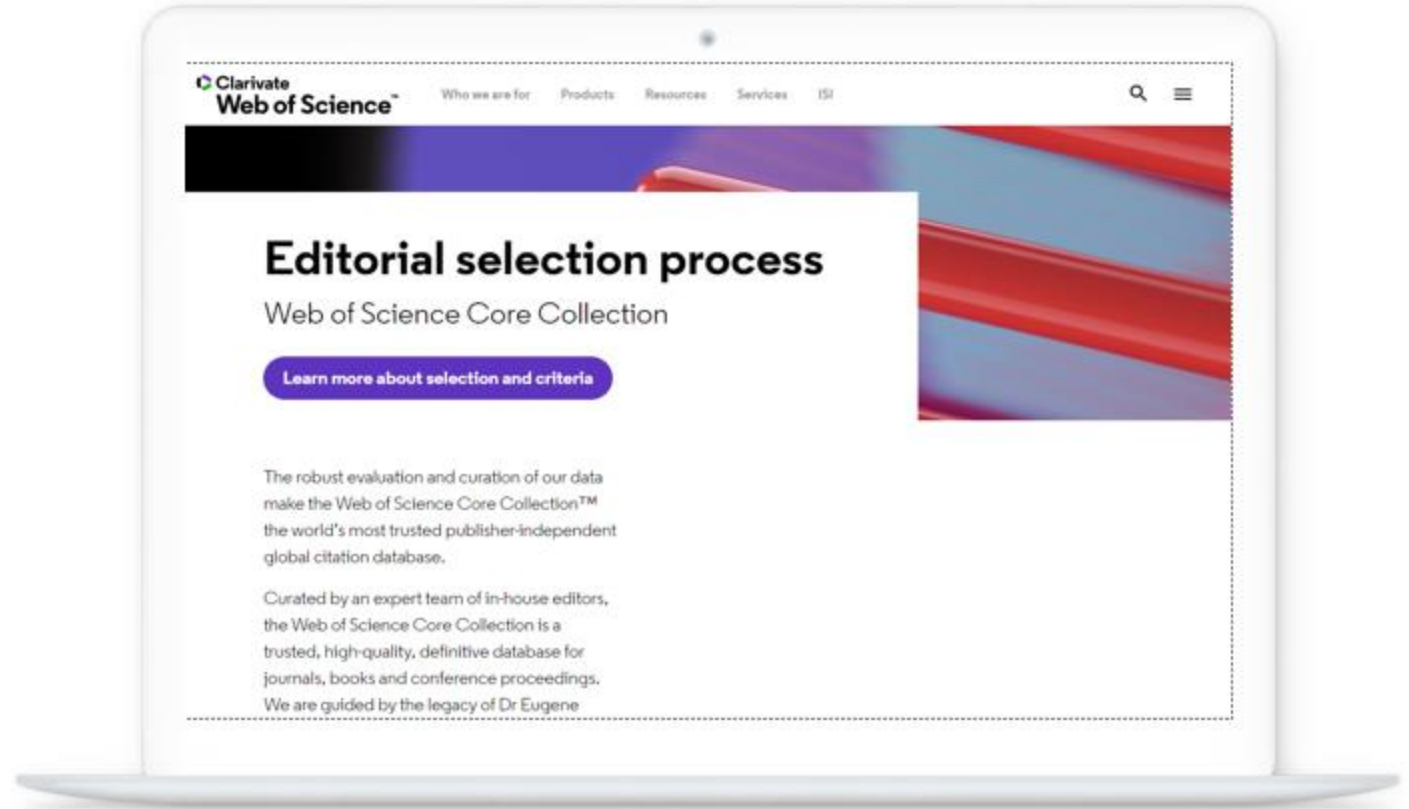 Clarivate
Web of Science™
Who we are for Products Resources Services ISI
Editorial selection process
Web of Science Core Collection
Learn more about selection and criteria
The robust evaluation and curation of our data
make the Web of Science Core Collection™
the world's most trusted publisher-independent
global citation database.
Curated by an expert team of in-house editors,
the Web of Science Core Collection is a
trusted, high-quality, definitive database for
journals, books and conference proceedings.
We are guided by the legacy of Dr Eugene